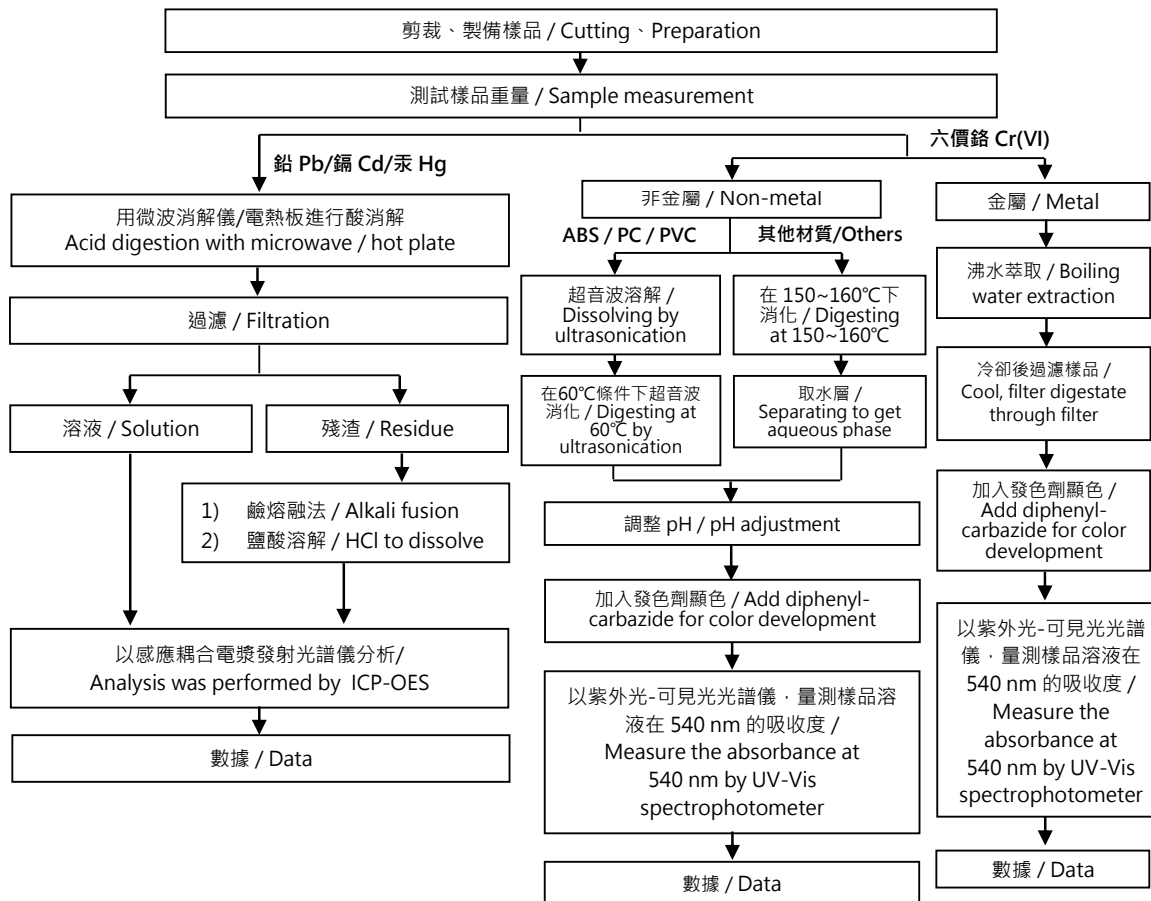 剪裁、製備樣品 / Cutting、Preparation
測試樣品重量 / Sample measurement
鉛 Pb/鎘 Cd/汞 Hg
六價鉻 Cr(VI)
用微波消解儀/電熱板進行酸消解
Acid digestion with microwave / hot plate
過濾 / Filtration
溶液 / Solution
殘渣 / Residue
1) 鹼熔融法 / Alkali fusion
2) 鹽酸溶解 / HCl to dissolve
以感應耦合電漿發射光譜儀分析/
Analysis was performed by ICP-OES
數據 / Data
非金屬 / Non-metal
ABS / PC / PVC
其他材質/Others
超音波溶解 /
Dissolving by
ultrasonication
在60℃條件下超音波
消化 / Digesting at
60℃ by
ultrasonication
在 150~160℃下
消化 / Digesting
at 150~160℃
取水層 /
Separating to get
aqueous phase
調整 pH / pH adjustment
加入發色劑顯色 / Add diphenyl-
carbazide for color development
以紫外光-可見光光譜儀，量測樣品溶
液在 540 nm 的吸收度 /
Measure the absorbance at
540 nm by UV-Vis
spectrophotometer
數據 / Data
金屬 / Metal
沸水萃取 / Boiling
water extraction
冷卻後過濾樣品 /
Cool, filter digestate
through filter
加入發色劑顯色 /
Add diphenyl-
carbazide for color
development
以紫外光-可見光光譜
儀，量測樣品溶液在
540 nm 的吸收度 /
Measure the
absorbance at
540 nm by UV-Vis
spectrophotometer
數據 / Data